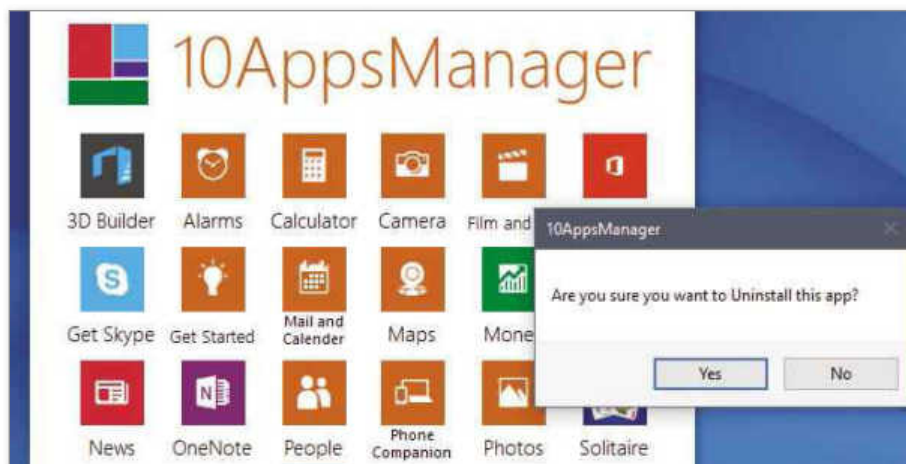 10AppsManager
3D Builder Alarms Calculator Camera Film and
10AppsManager
Are you sure you want to Uninstall this app?
Yes No
Get Skype Get Started Mail and
Calender Maps
News OneNote People Phone
Companion Photos Solitaire